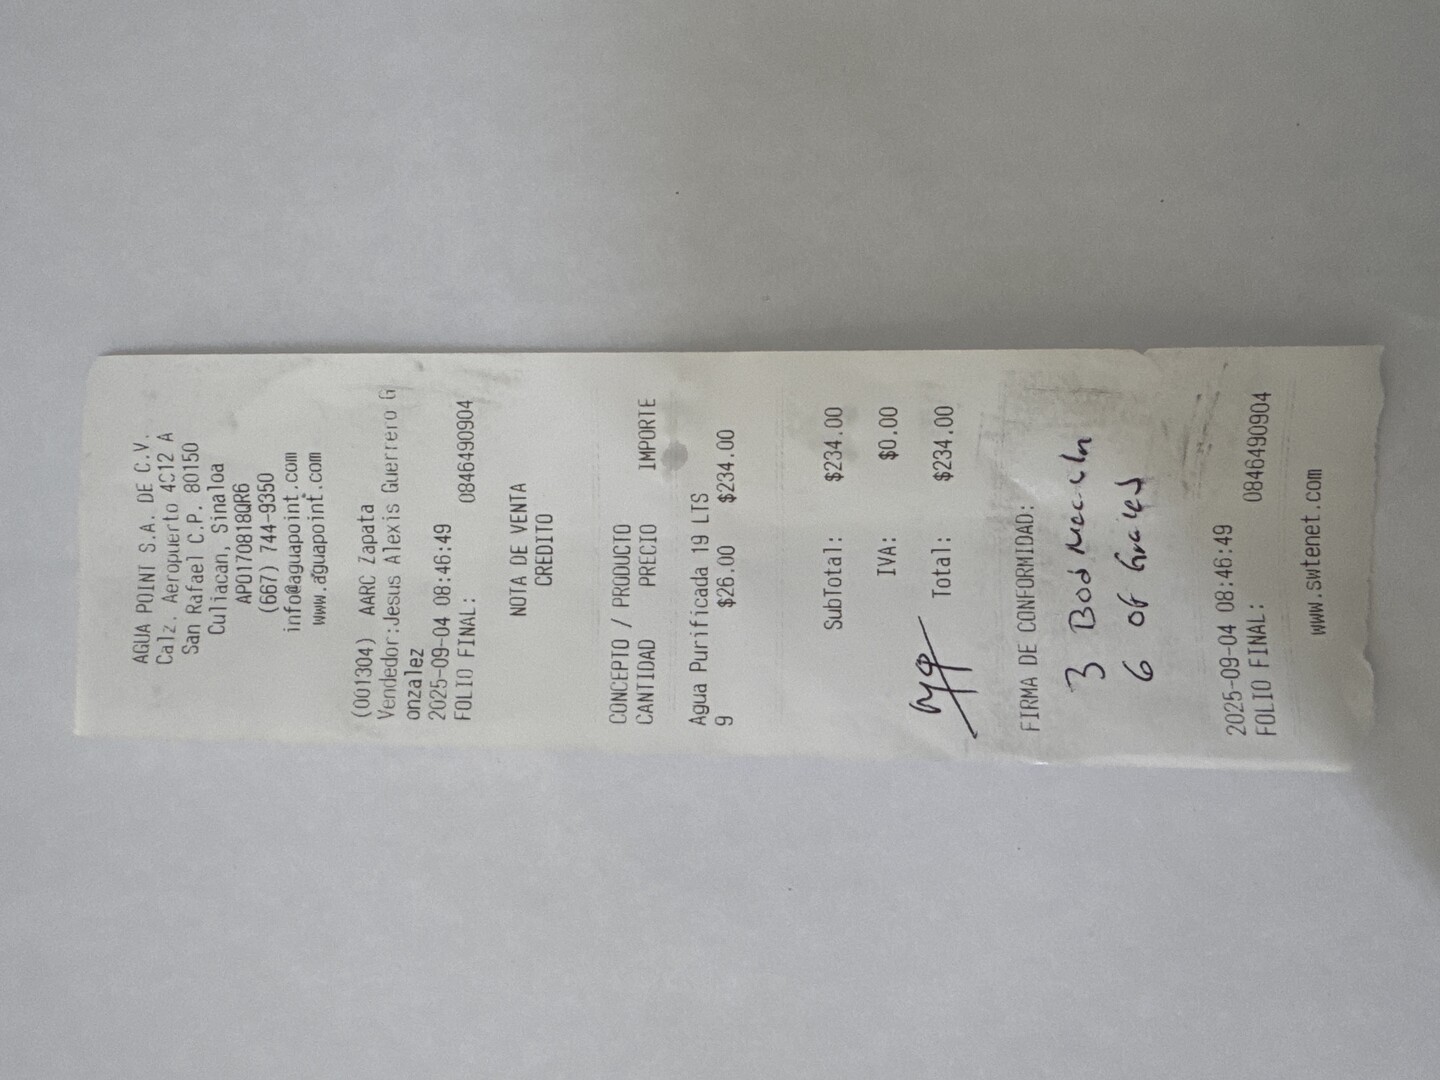 AGUA POINT S.A. DE C.V.
Calz. Aeropuerto 4C12 A
San Rafael C.P. 80150
Culiacan, Sinaloa
APO170818QR6
(667) 744-9350
info@aguapoint.com
www.aguapoint.com
(001304) AARC Zapata
Vendedor:Jesus Alexis Guerrero G
onzalez
2025-09-04 08:46:49
FOLIO FINAL: 0846490904
NOTA DE VENTA
CREDITO
CONCEPTO / PRODUCTO
CANTIDAD PRECIO IMPORTE
Agua Purificada 19 LTS
9 $26.00 $234.00
SubTotal: $234.00
IVA: $0.00
Total: $234.00
FIRMA DE CONFORMIDAD:
3 Bod
6 of
2025-09-04 08:46:49
FOLIO FINAL: 0846490904
www.swtenet.com